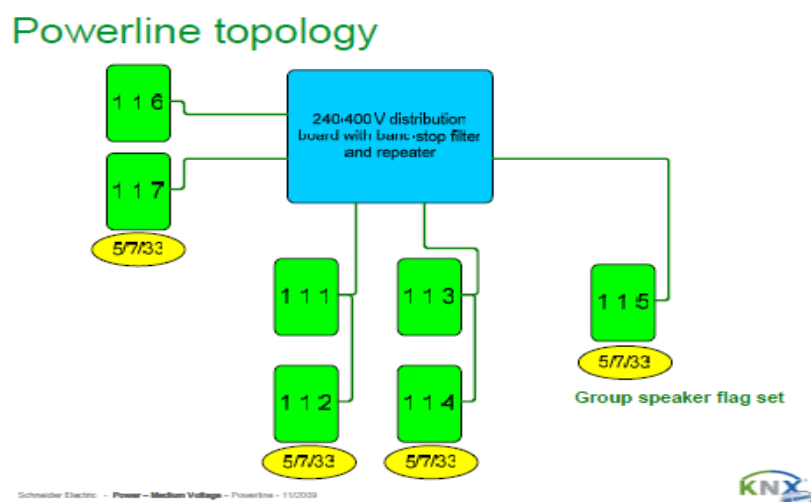 Powerline topology
1 1 6
240/400 V distribution
board with band-stop filter
and repeater
1 1 7
5/7/33
1 1 1
1 1 3
1 1 5
5/7/33
Group speaker flag set
1 1 2
1 1 4
5/7/33
5/7/33
Schneider Electric - Power – Medium Voltage – Powerline - 11/2009
KNX